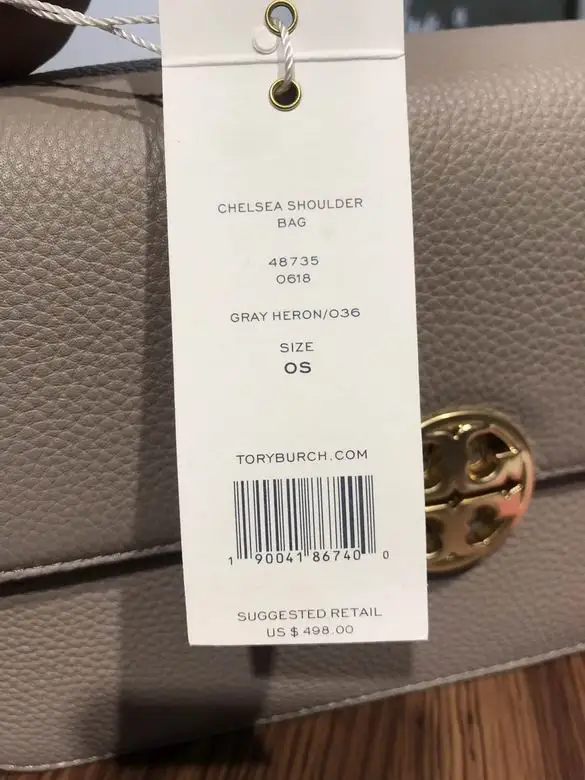 CHELSEA SHOULDER
BAG
48735
0618
GRAY HERON/036
SIZE
OS
TORYBURCH.COM
1 90041 86740 0
SUGGESTED RETAIL
US $ 498.00